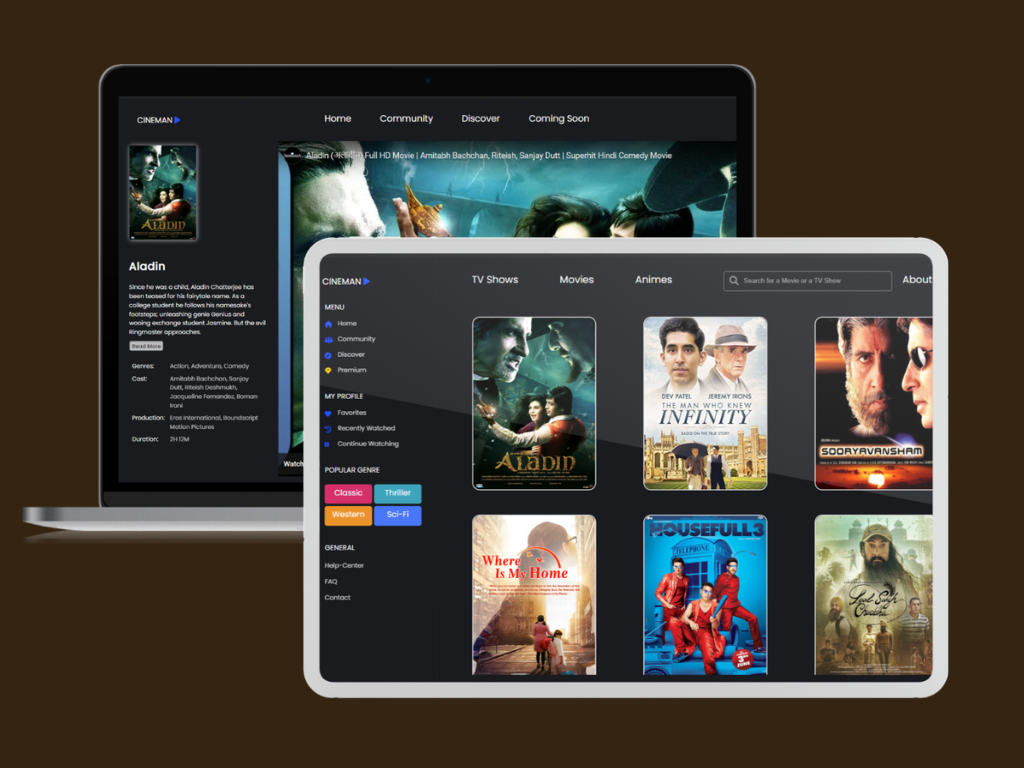 CINEMAN
Home Community Discover Coming Soon
Aladin
Full HD Movie | Amitabh Bachchan, Riteish, Sanjay Dutt | Superhit Hindi Comedy Movie
ALADIN
Aladin
Since he was a child, Aladin Chatterjee has
been teased for his fairytale name. As a
college student he follows his namesake's
footsteps; unleashing genie Genius and
wooing exchange student Jasmine. But the evil
Ringmaster approaches.
Read More
Genres: Action, Adventure, Comedy
Cast: Amitabh Bachchan, Sanjay
Dutt, Riteish Deshmukh,
Jacqueline Fernandez, Boman
Irani
Production: Eros International, Boundscript
Motion Pictures
Duration: 2H 12M
Watch
CINEMAN
TV Shows Movies Animes
Search for a Movie or a TV Show
About
MENU
Home
Community
Discover
Premium
MY PROFILE
Favorites
Recently Watched
Continue Watching
POPULAR GENRE
Classic Thriller
Western Sci-Fi
GENERAL
Help-Center
FAQ
Contact
ALADIN
DEV PATEL JEREMY IRONS
THE MAN WHO KNEW
INFINITY
BASED ON THE TRUE STORY
SOORYAVANSHAM
Where
Is My Home
HOUSEFULL 3
TELEPHONE
3RD
JUNE
Laal Singh
Chaddha